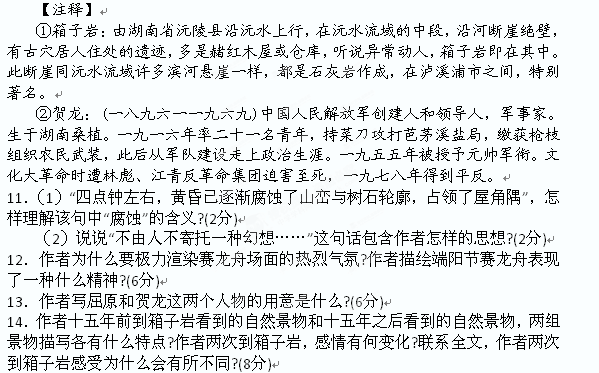 【注释】
①箱子岩：由湖南省沅陵县沿沅水上行，在沅水流域的中段，沿河断崖绝壁，
有古穴居人住处的遗迹，多是赭红木屋或仓库，听说异常动人，箱子岩即在其中。
此断崖同沅水流域许多滨河悬崖一样，都是石灰岩作成，在泸溪浦市之间，特别
著名。
②贺龙：（一八九六一一九六九)中国人民解放军创建人和领导人，军事家。
生于湖南桑植。一九一六年率二十一名青年，持菜刀攻打芭茅溪盐局，缴获枪枝
组织农民武装，此后从军队建设走上政治生涯。一九五五年被授予元帅军衔。文
化大革命时遭林彪、江青反革命集团迫害至死，一九七八年得到平反。
11．（1）“四点钟左右，黄昏已逐渐腐蚀了山峦与树石轮廓，占领了屋角隅”，怎
样理解该句中“腐蚀”的含义?(2分)
（2）说说“不由人不寄托一种幻想……”这句话包含作者怎样的思想?(2分)
12．作者为什么要极力渲染赛龙舟场面的热烈气氛?作者描绘端阳节赛龙舟表现
了一种什么精神?(6分)
13．作者写屈原和贺龙这两个人物的用意是什么?(6分)
14．作者十五年前到箱子岩看到的自然景物和十五年之后看到的自然景物，两组
景物描写各有什么特点?作者两次到箱子岩，感情有何变化?联系全文，作者两次
到箱子岩感受为什么会有所不同?(8分)